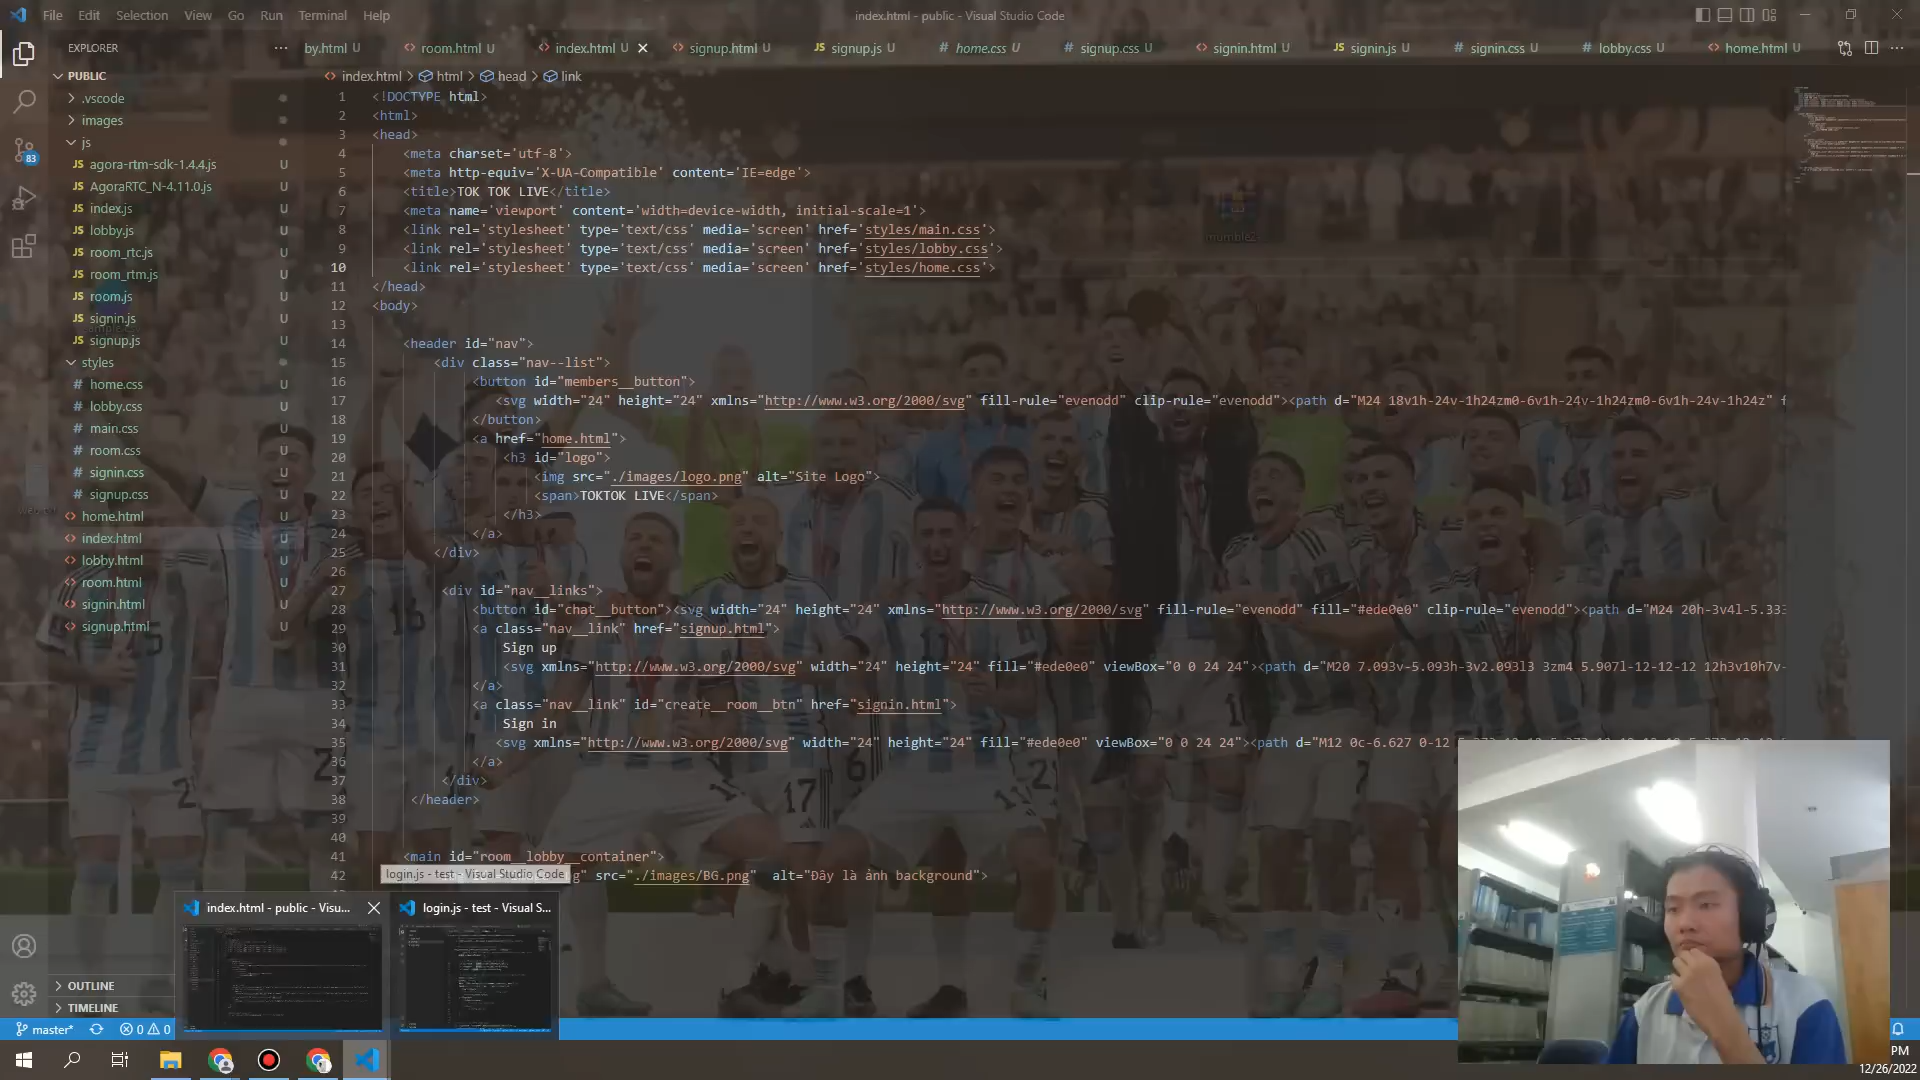 File Edit Selection View Go Run Terminal Help
index.html - public - Visual Studio Code
EXPLORER
by.html U
room.html U
index.html U
signup.html U
JS signup.js U
# home.css U
# signup.css U
signin.html U
JS signin.js U
# signin.css U
# lobby.css U
home.html U
PUBLIC
.vscode
images
js
JS agora-rtm-sdk-1.4.4.js U
JS AgoraRTC_N-4.11.0.js U
JS index.js U
JS lobby.js U
JS room_rtc.js U
JS room_rtm.js U
JS room.js U
JS signin.js U
JS signup.js U
styles
# home.css U
# lobby.css U
# main.css U
# room.css U
# signin.css U
# signup.css U
home.html U
index.html U
lobby.html U
room.html U
signin.html U
signup.html U
83
OUTLINE
TIMELINE
index.html > html > head > link
1 <!DOCTYPE html>
2 <html>
3 <head>
4 <meta charset='utf-8'>
5 <meta http-equiv='X-UA-Compatible' content='IE=edge'>
6 <title>TOK TOK LIVE</title>
7 <meta name='viewport' content='width=device-width, initial-scale=1'>
8 <link rel='stylesheet' type='text/css' media='screen' href='styles/main.css'>
9 <link rel='stylesheet' type='text/css' media='screen' href='styles/lobby.css'>
10 <link rel='stylesheet' type='text/css' media='screen' href='styles/home.css'>
11 </head>
12 <body>
13
14 <header id="nav">
15 <div class="nav--list">
16 <button id="members__button">
17 <svg width="24" height="24" xmlns="http://www.w3.org/2000/svg" fill-rule="evenodd" clip-rule="evenodd"><path d="M24 18v1h-24v-1h24zm0-6v1h-24v-1h24zm0-6v1h-24v-1h24z" f
18 </button>
19 <a href="home.html">
20 <h3 id="logo">
21 <img src="./images/logo.png" alt="Site Logo">
22 <span>TOKTOK LIVE</span>
23 </h3>
24 </a>
25 </div>
26
27 <div id="nav__links">
28 <button id="chat__button"><svg width="24" height="24" xmlns="http://www.w3.org/2000/svg" fill-rule="evenodd" fill="#ede0e0" clip-rule="evenodd"><path d="M24 20h-3v4l-5.333
29 <a class="nav__link" href="signup.html">
30 Sign up
31 <svg xmlns="http://www.w3.org/2000/svg" width="24" height="24" fill="#ede0e0" viewBox="0 0 24 24"><path d="M20 7.093v-5.093h-3v2.093l3 3zm4 5.907l-12-12-12 12h3v10h7v-
32 </a>
33 <a class="nav__link" id="create__room__btn" href="signin.html">
34 Sign in
35 <svg xmlns="http://www.w3.org/2000/svg" width="24" height="24" fill="#ede0e0" viewBox="0 0 24 24"><path d="M12 0c-6.627 0-12
36 </a>
37 </div>
38 </header>
39
40
41 <main id="room__lobby__container">
42 src="./images/BG.png" alt="Đây là ảnh background">
login.js - test - Visual Studio Code
index.html - public - Visu...
login.js - test - Visual S...
master*
0 0
PM
12/26/2022